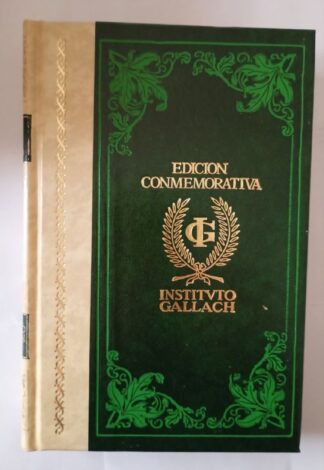 EDICION
CONMEMORATIVA
IG
INSTITVTO
GALLACH